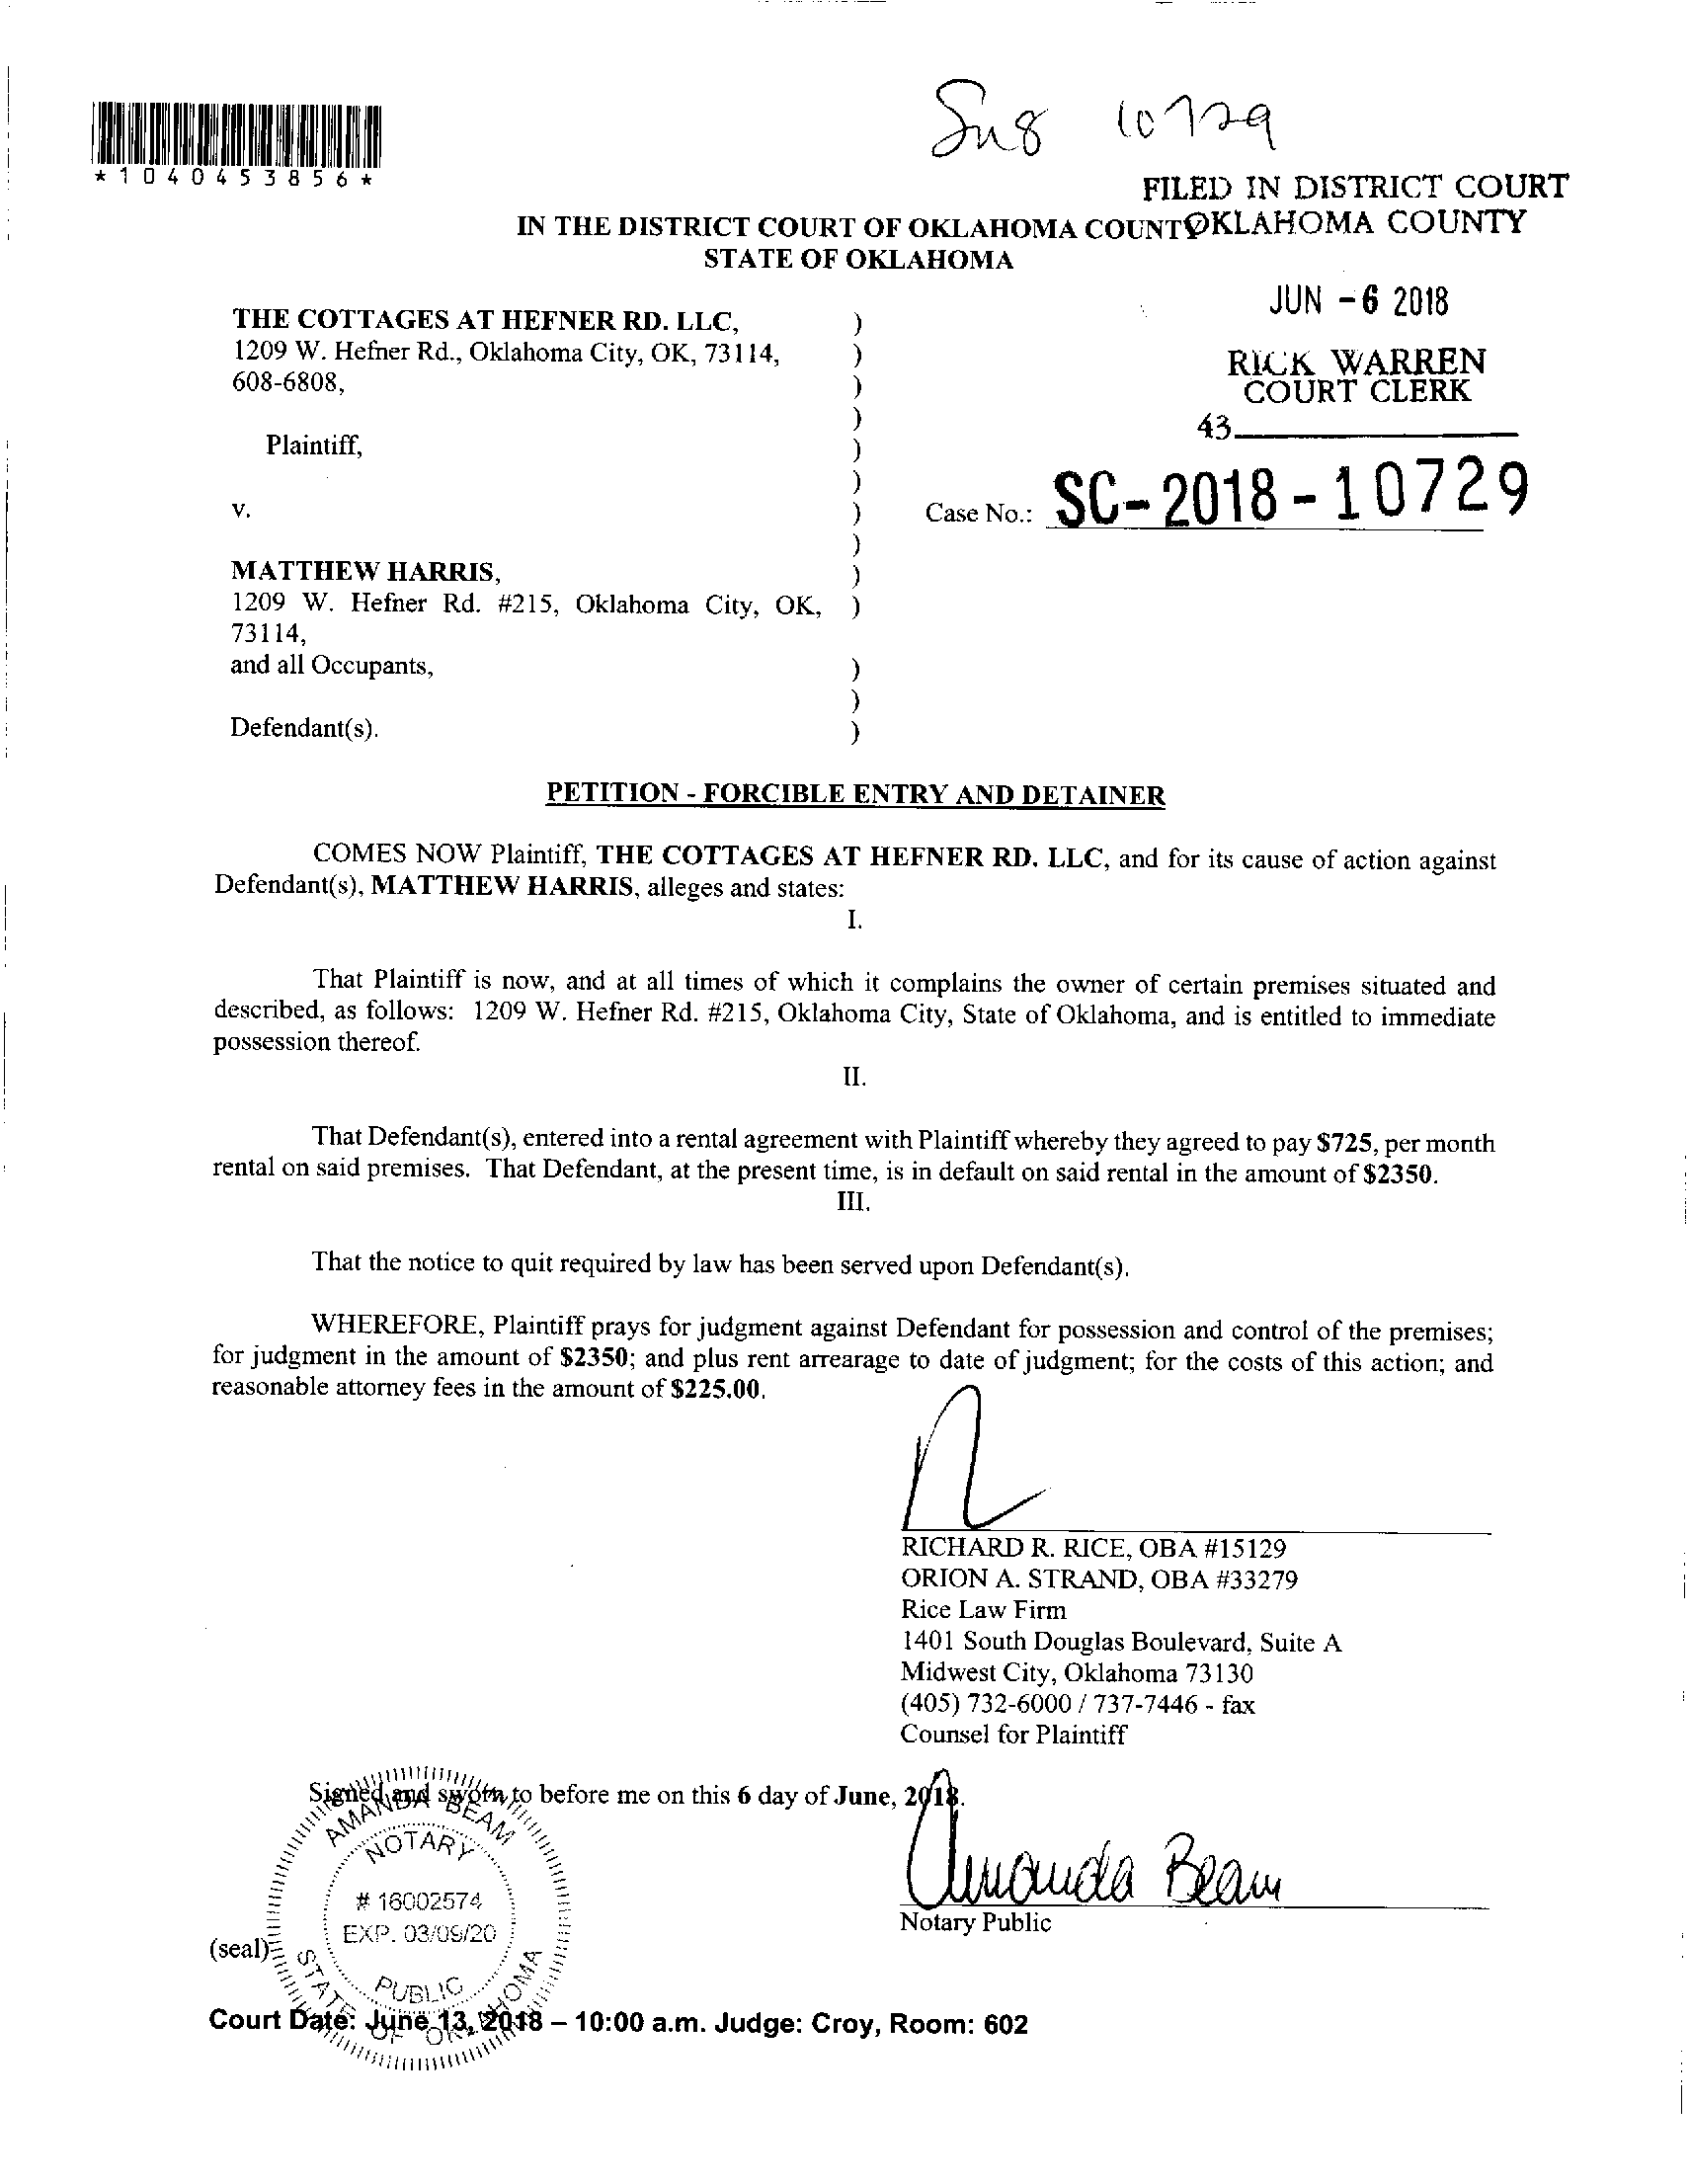 *1040453856*
10729
FILED IN DISTRICT COURT
OKLAHOMA COUNTY
IN THE DISTRICT COURT OF OKLAHOMA COUNT
STATE OF OKLAHOMA
JUN -6 2018
RICK WARREN
COURT CLERK
43
THE COTTAGES AT HEFNER RD. LLC, )
1209 W. Hefner Rd., Oklahoma City, OK, 73114, )
608-6808, )
)
Plaintiff, )
)
v. ) Case No.: SC-2018-10729
)
MATTHEW HARRIS, )
1209 W. Hefner Rd. #215, Oklahoma City, OK, )
73114,
and all Occupants, )
)
Defendant(s). )
PETITION - FORCIBLE ENTRY AND DETAINER
COMES NOW Plaintiff, THE COTTAGES AT HEFNER RD. LLC, and for its cause of action against
Defendant(s), MATTHEW HARRIS, alleges and states:
I.
That Plaintiff is now, and at all times of which it complains the owner of certain premises situated and
described, as follows: 1209 W. Hefner Rd. #215, Oklahoma City, State of Oklahoma, and is entitled to immediate
possession thereof.
II.
That Defendant(s), entered into a rental agreement with Plaintiff whereby they agreed to pay $725, per month
rental on said premises. That Defendant, at the present time, is in default on said rental in the amount of $2350.
III.
That the notice to quit required by law has been served upon Defendant(s).
WHEREFORE, Plaintiff prays for judgment against Defendant for possession and control of the premises;
for judgment in the amount of $2350; and plus rent arrearage to date of judgment; for the costs of this action; and
reasonable attorney fees in the amount of $225.00.
RICHARD R. RICE, OBA #15129
ORION A. STRAND, OBA #33279
Rice Law Firm
1401 South Douglas Boulevard, Suite A
Midwest City, Oklahoma 73130
(405) 732-6000 / 737-7446 - fax
Counsel for Plaintiff
Signed and sworn to before me on this 6 day of June, 2018.
AMANDA BEAM
NOTARY
# 16002574
EXP. 03/09/20
PUBLIC
STATE OF OKLAHOMA
Amanda Beam
Notary Public
(seal)
Court Date: June 13, 2018 – 10:00 a.m. Judge: Croy, Room: 602